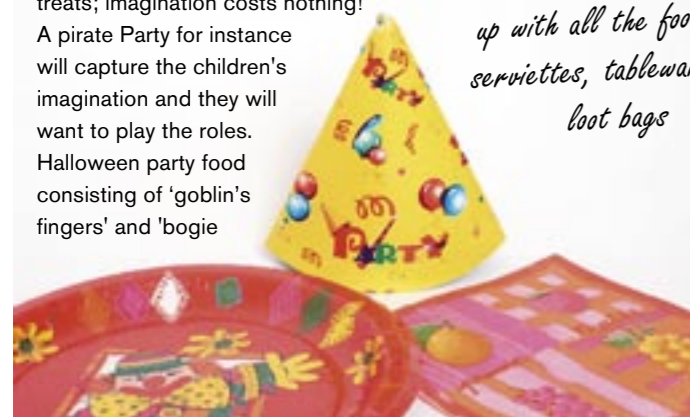 treats; imagination costs nothing!
A pirate Party for instance
will capture the children's
imagination and they will
want to play the roles.
Halloween party food
consisting of ‘goblin’s
fingers' and 'bogie
up with all the
serviettes,
loot bags
PARTY
PARTY